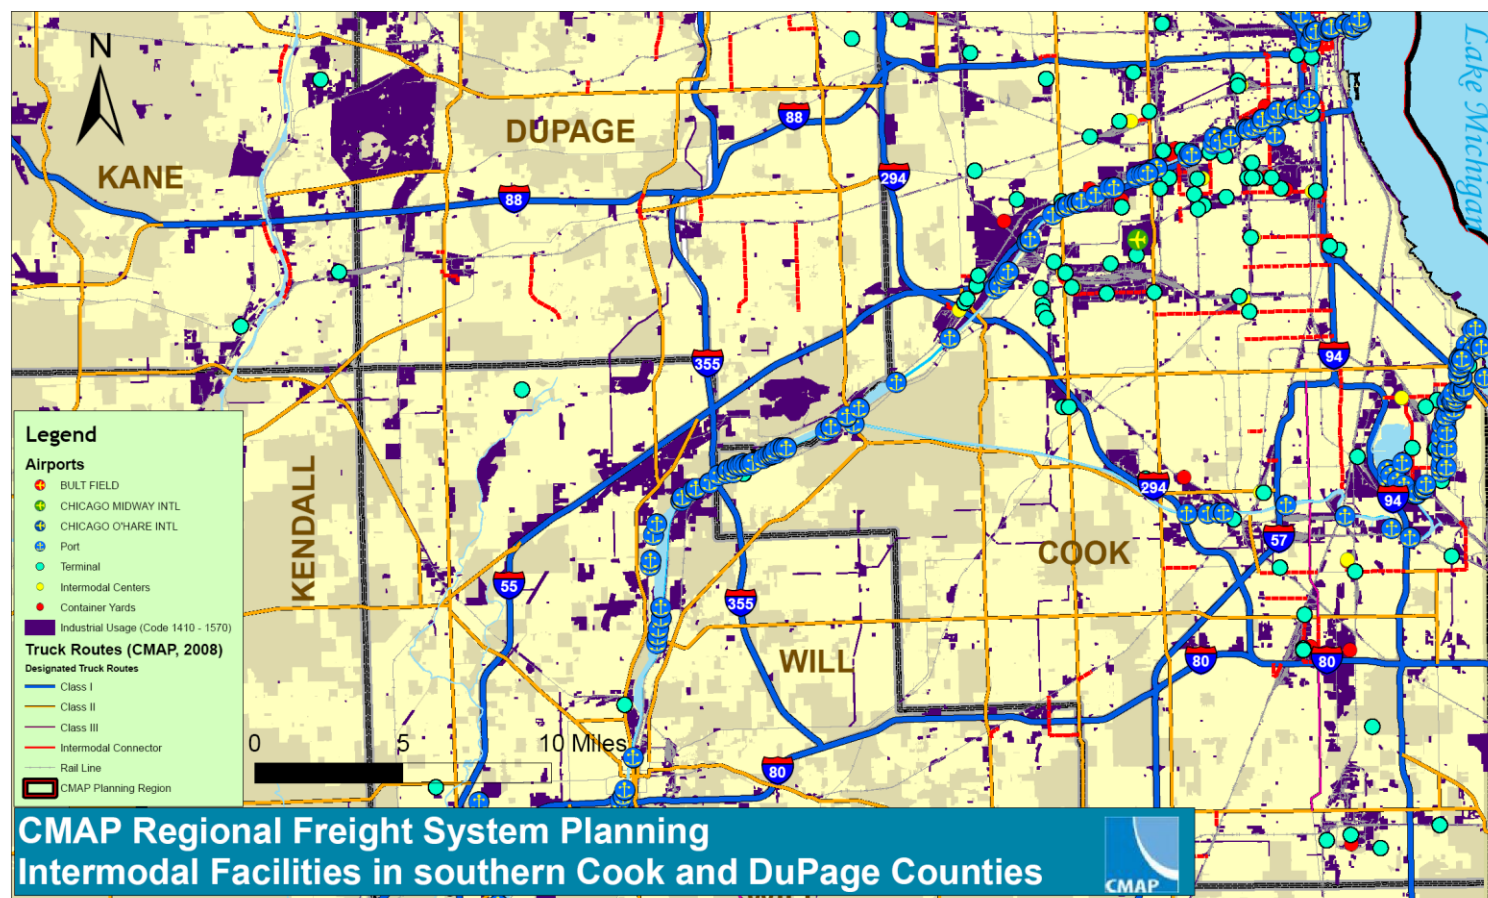 N
Lake Michigan
KANE
DUPAGE
88
88
294
355
94
KENDALL
COOK
294
94
57
55
355
WILL
80
80
80
Legend
Airports
BULT FIELD
CHICAGO MIDWAY INTL
CHICAGO O'HARE INTL
Port
Terminal
Intermodal Centers
Container Yards
Industrial Usage (Code 1410 - 1570)
Truck Routes (CMAP, 2008)
Designated Truck Routes
Class I
Class II
Class III
Intermodal Connector
Rail Line
CMAP Planning Region
0 5 10 Miles
CMAP Regional Freight System Planning
Intermodal Facilities in southern Cook and DuPage Counties
CMAP